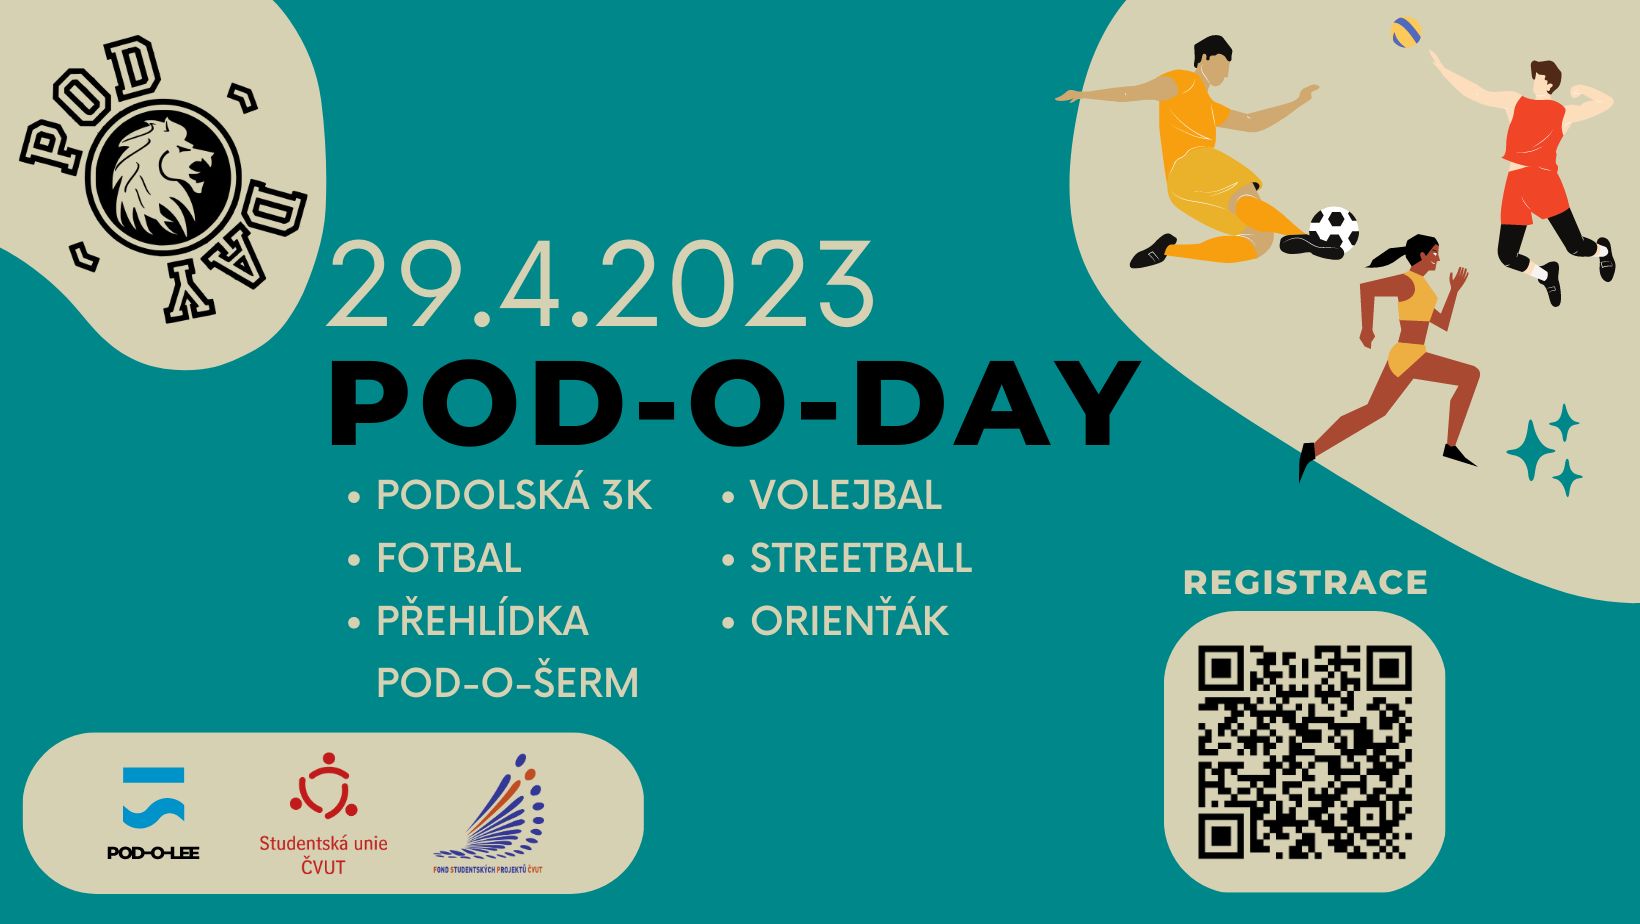 POD
'
'
DAY
29.4.2023
POD-O-DAY
• PODOLSKÁ 3K
• FOTBAL
• PŘEHLÍDKA
POD-O-ŠERM
• VOLEJBAL
• STREETBALL
• ORIENŤÁK
REGISTRACE
POD-O-LEE
Studentská unie
ČVUT
FOND STUDENTSKÝCH PROJEKTŮ ČVUT